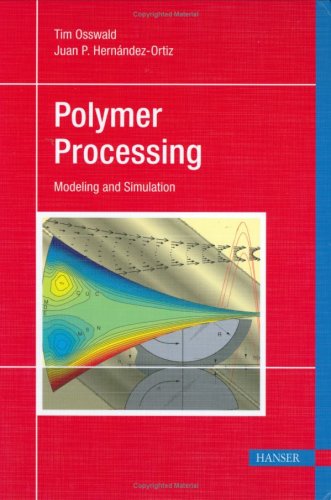 Tim Osswald
Juan P. Hernández-Ortiz
Polymer
Processing
Modeling and Simulation
HANSER